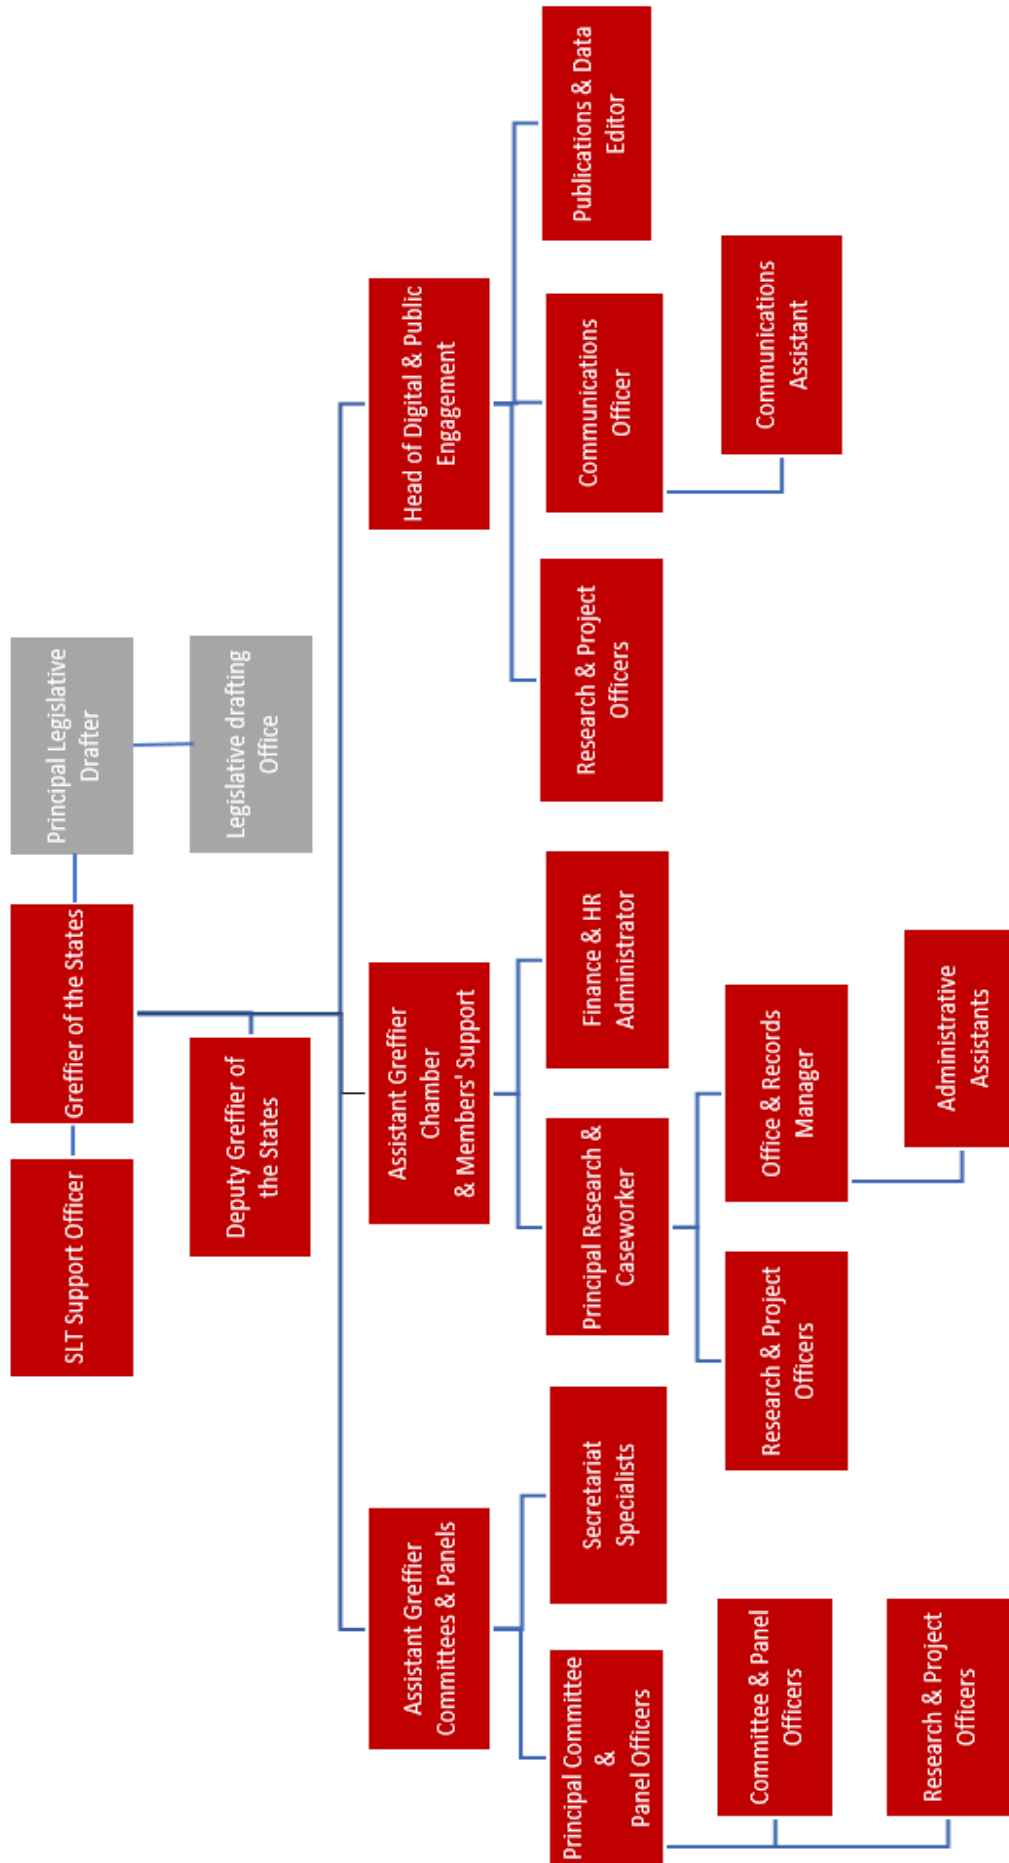 SLT Support Officer
Greffier of the States
Principal Legislative
Drafter
Deputy Greffier of
the States
Legislative drafting
Office
Assistant Greffier
Committees & Panels
Assistant Greffier
Chamber
& Members' Support
Head of Digital & Public
Engagement
Principal Committee
&
Panel Officers
Secretariat
Specialists
Principal Research &
Caseworker
Finance & HR
Administrator
Research & Project
Officers
Communications
Officer
Publications & Data
Editor
Committee & Panel
Officers
Research & Project
Officers
Office & Records
Manager
Communications
Assistant
Research & Project
Officers
Administrative
Assistants